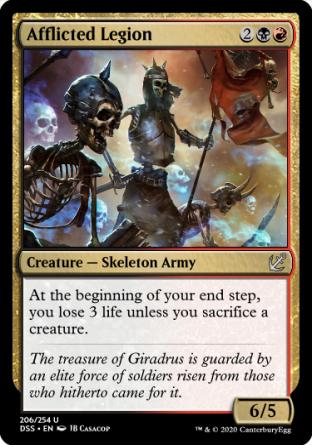 Afflicted Legion 2
Creature — Skeleton Army
At the beginning of your end step,
you lose 3 life unless you sacrifice a
creature.
The treasure of Giradrus is guarded by
an elite force of soldiers risen from those
who hitherto came for it.
6/5
206/254 U
DSS • EN IB Casacop
™ & © 2020 CanterburyEgg